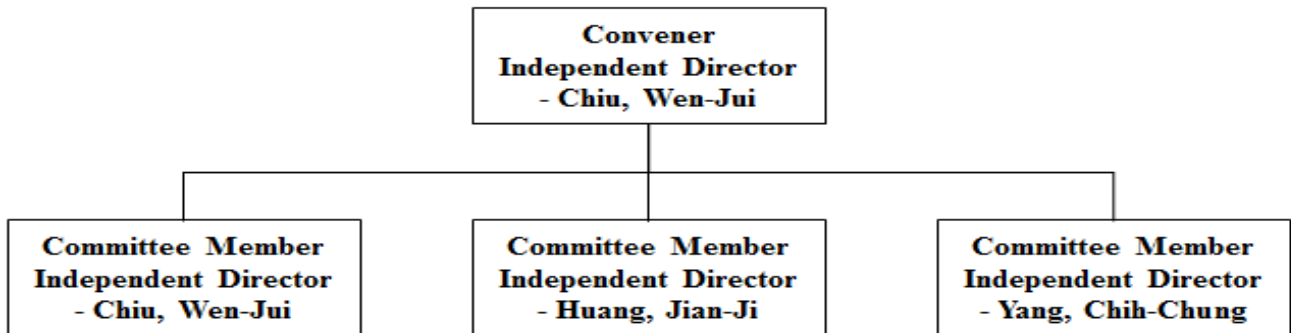 Convener
Independent Director
- Chiu, Wen-Jui
Committee Member
Independent Director
- Chiu, Wen-Jui
Committee Member
Independent Director
- Huang, Jian-Ji
Committee Member
Independent Director
- Yang, Chih-Chung